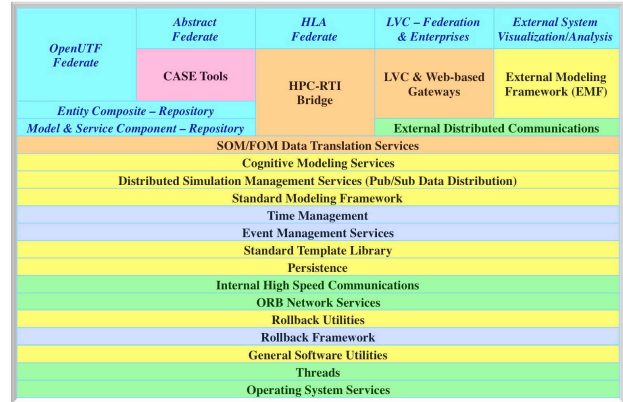 OpenUTF
Federate
Abstract
Federate
HLA
Federate
LVC – Federation
& Enterprises
External System
Visualization/Analysis
CASE Tools
HPC-RTI
Bridge
LVC & Web-based
Gateways
External Modeling
Framework (EMF)
Entity Composite – Repository
Model & Service Component – Repository
External Distributed Communications
SOM/FOM Data Translation Services
Cognitive Modeling Services
Distributed Simulation Management Services (Pub/Sub Data Distribution)
Standard Modeling Framework
Time Management
Event Management Services
Standard Template Library
Persistence
Internal High Speed Communications
ORB Network Services
Rollback Utilities
Rollback Framework
General Software Utilities
Threads
Operating System Services